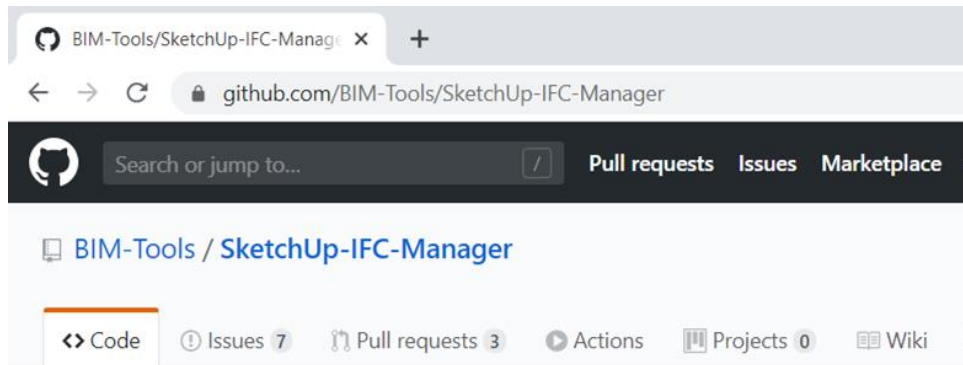 BIM-Tools/SketchUp-IFC-Manag
github.com/BIM-Tools/SketchUp-IFC-Manager
Search or jump to... / Pull requests Issues Marketplace
BIM-Tools / SketchUp-IFC-Manager
<> Code Issues 7 Pull requests 3 Actions Projects 0 Wiki